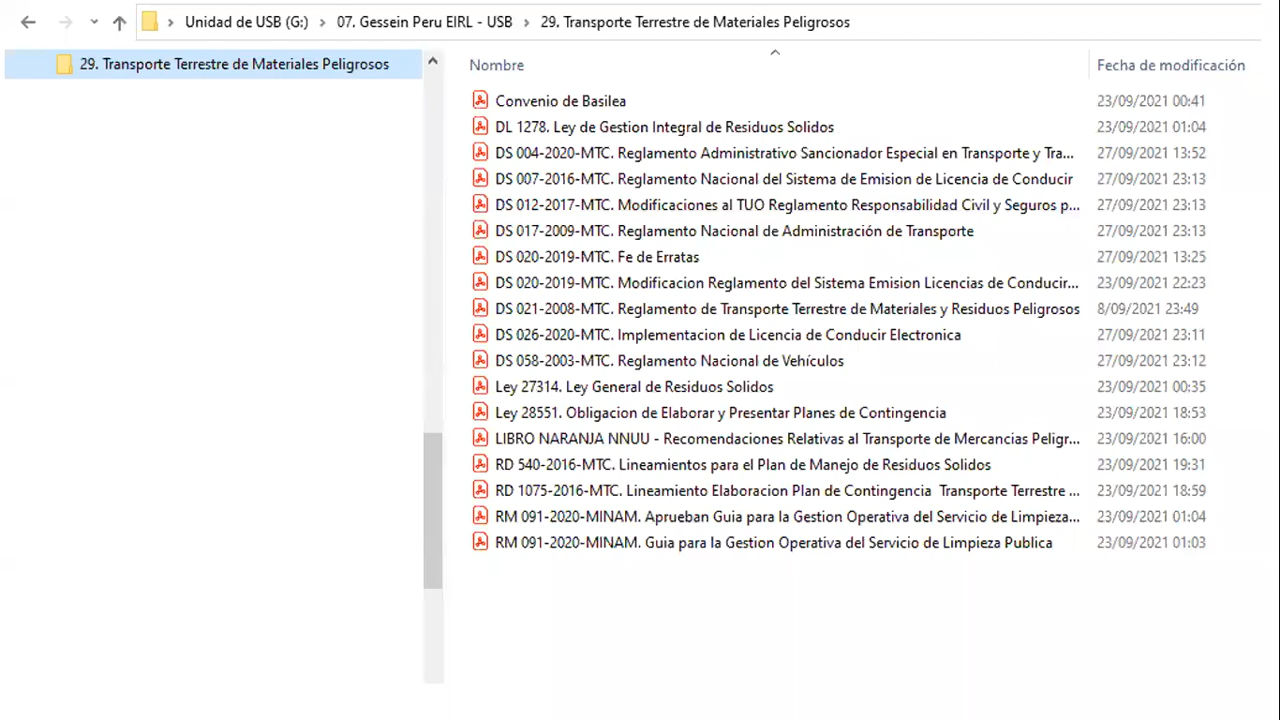 Unidad de USB (G:) > 07. Gessein Peru EIRL - USB > 29. Transporte Terrestre de Materiales Peligrosos
29. Transporte Terrestre de Materiales Peligrosos
Nombre Fecha de modificación
Convenio de Basilea 23/09/2021 00:41
DL 1278. Ley de Gestion Integral de Residuos Solidos 23/09/2021 01:04
DS 004-2020-MTC. Reglamento Administrativo Sancionador Especial en Transporte y Tra... 27/09/2021 13:52
DS 007-2016-MTC. Reglamento Nacional del Sistema de Emision de Licencia de Conducir 27/09/2021 23:13
DS 012-2017-MTC. Modificaciones al TUO Reglamento Responsabilidad Civil y Seguros p... 27/09/2021 23:13
DS 017-2009-MTC. Reglamento Nacional de Administración de Transporte 27/09/2021 23:13
DS 020-2019-MTC. Fe de Erratas 27/09/2021 13:25
DS 020-2019-MTC. Modificacion Reglamento del Sistema Emision Licencias de Conducir... 23/09/2021 22:23
DS 021-2008-MTC. Reglamento de Transporte Terrestre de Materiales y Residuos Peligrosos 8/09/2021 23:49
DS 026-2020-MTC. Implementacion de Licencia de Conducir Electronica 27/09/2021 23:11
DS 058-2003-MTC. Reglamento Nacional de Vehículos 27/09/2021 23:12
Ley 27314. Ley General de Residuos Solidos 23/09/2021 00:35
Ley 28551. Obligacion de Elaborar y Presentar Planes de Contingencia 23/09/2021 18:53
LIBRO NARANJA NNUU - Recomendaciones Relativas al Transporte de Mercancias Peligr... 23/09/2021 16:00
RD 540-2016-MTC. Lineamientos para el Plan de Manejo de Residuos Solidos 23/09/2021 19:31
RD 1075-2016-MTC. Lineamiento Elaboracion Plan de Contingencia  Transporte Terrestre ... 23/09/2021 18:59
RM 091-2020-MINAM. Aprueban Guia para la Gestion Operativa del Servicio de Limpieza... 23/09/2021 01:04
RM 091-2020-MINAM. Guia para la Gestion Operativa del Servicio de Limpieza Publica 23/09/2021 01:03